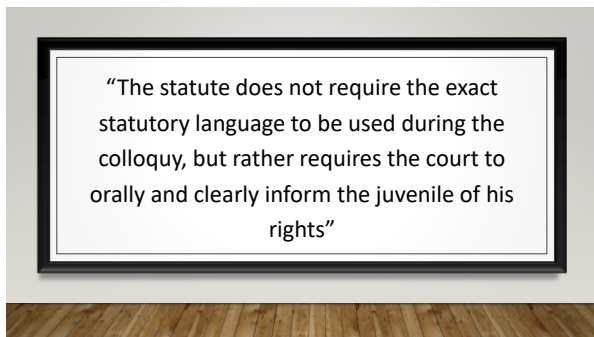 “The statute does not require the exact
statutory language to be used during the
colloquy, but rather requires the court to
orally and clearly inform the juvenile of his
rights”